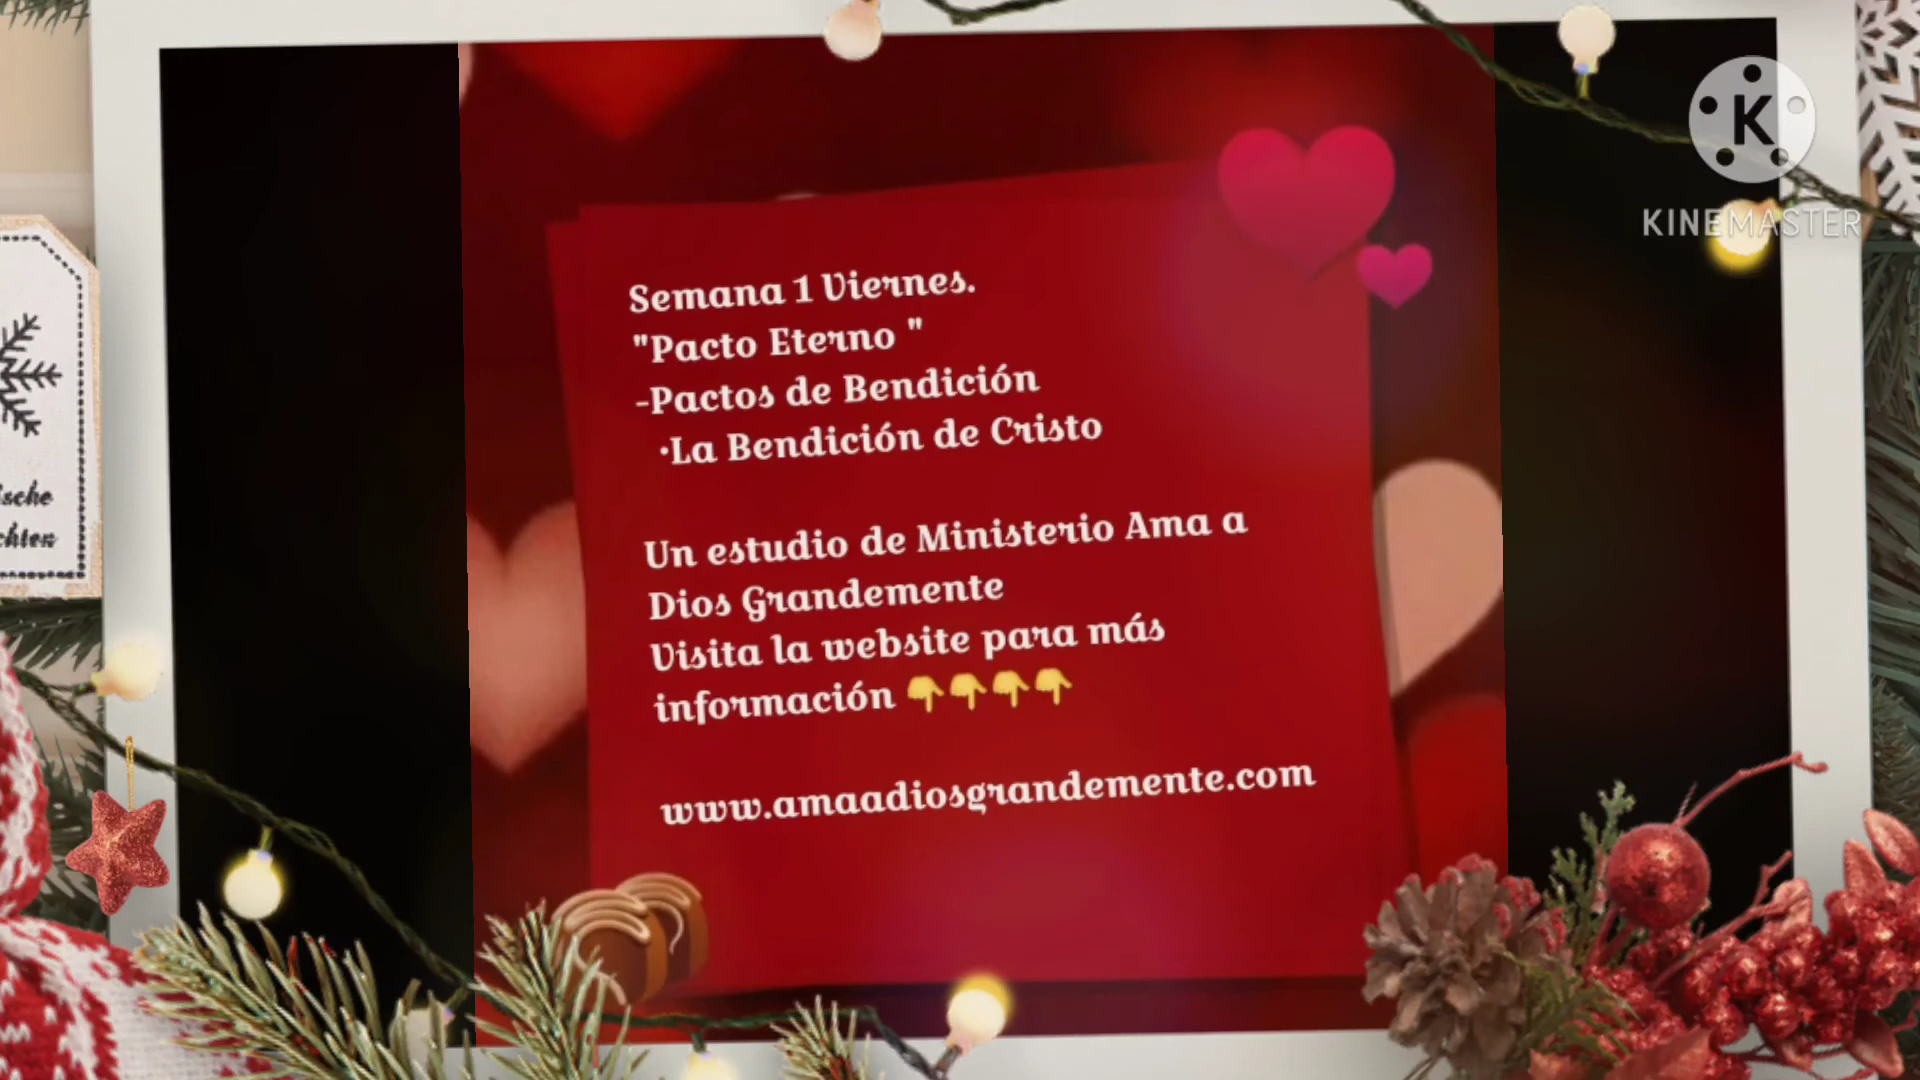 K
KINEMASTER
Semana 1 Viernes.
"Pacto Eterno "
-Pactos de Bendición
·La Bendición de Cristo
Un estudio de Ministerio Ama a
Dios Grandemente
Visita la website para más
información 👇👇👇👇
www.amaadiosgrandemente.com